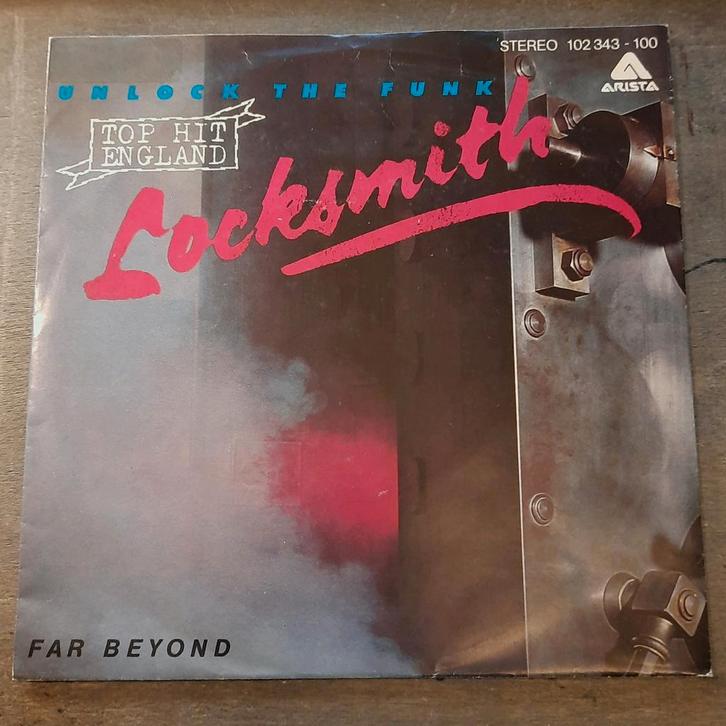 STEREO 102 343 - 100
ARISTA
UNLOCK THE FUNK
TOP HIT
ENGLAND
Locksmith
FAR BEYOND